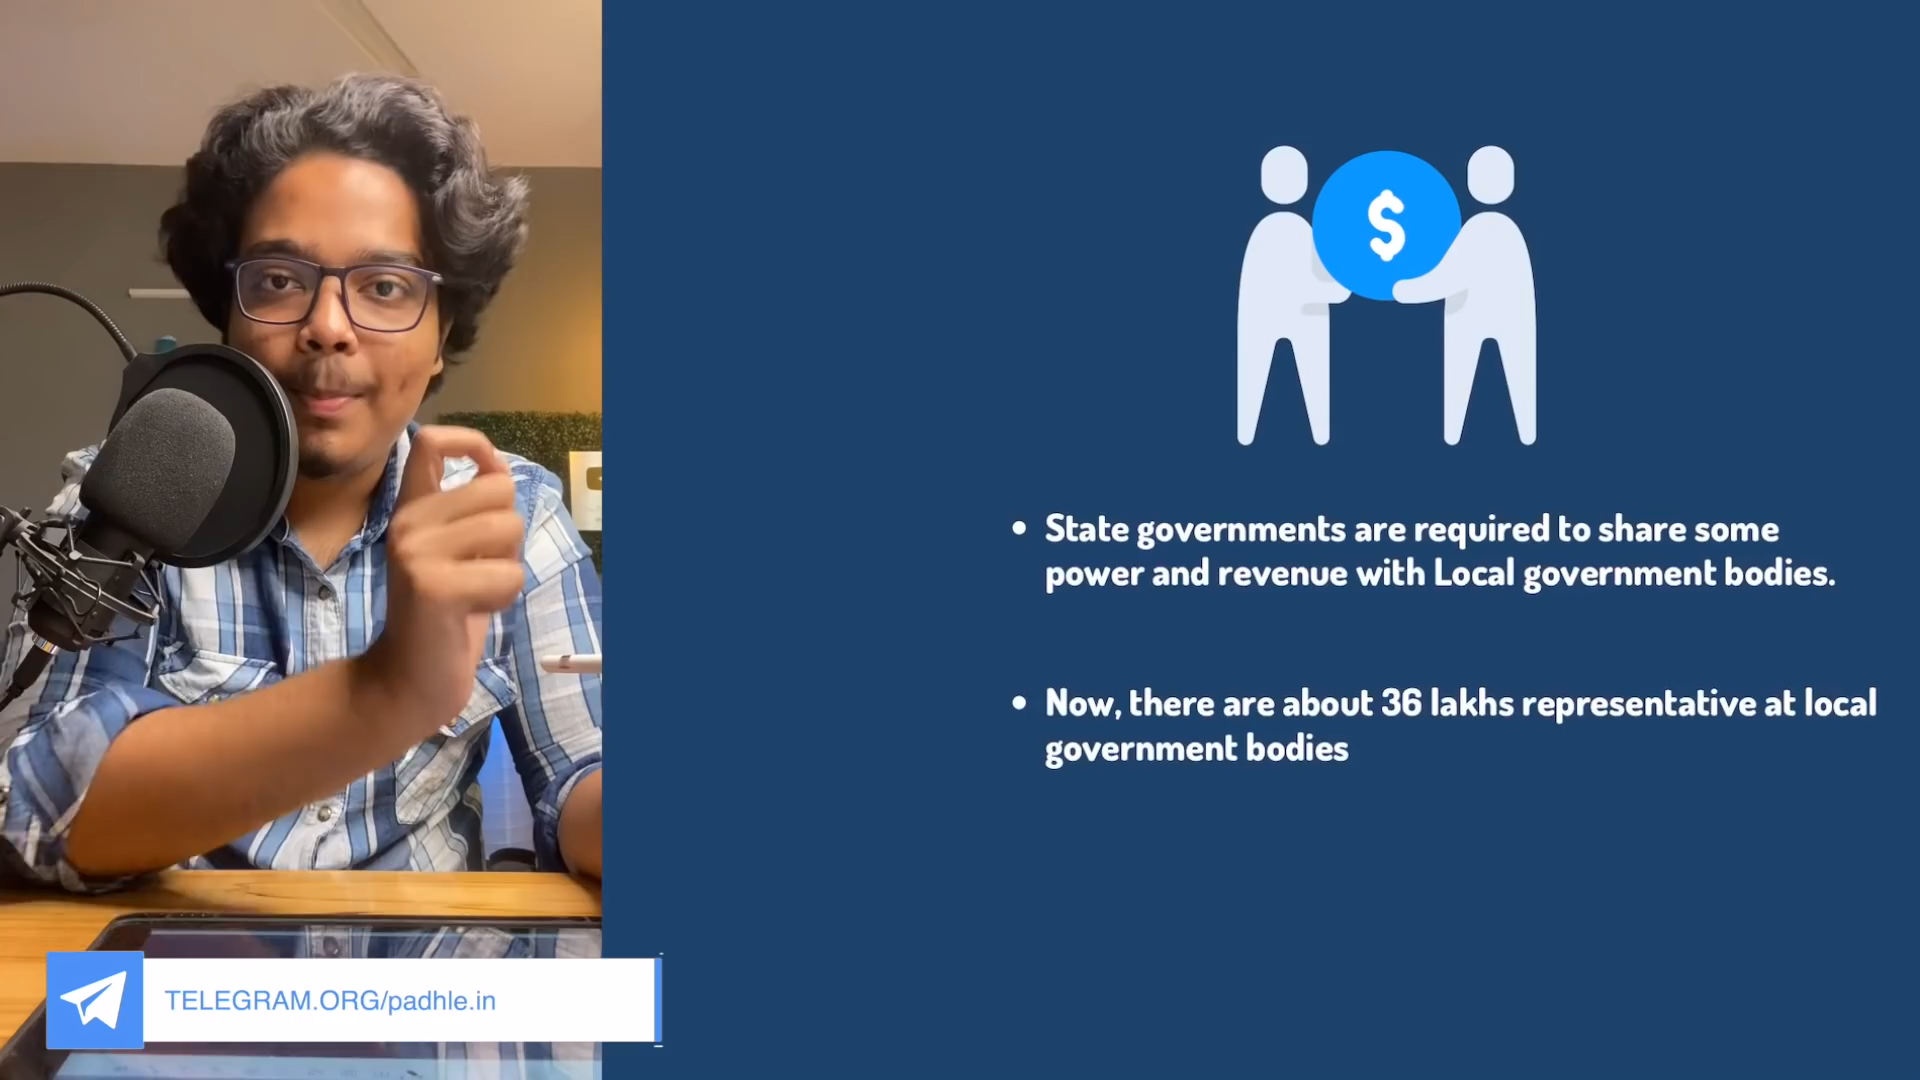 $
• State governments are required to share some
power and revenue with Local government bodies.
• Now, there are about 36 lakhs representative at local
government bodies
TELEGRAM.ORG/padhle.in